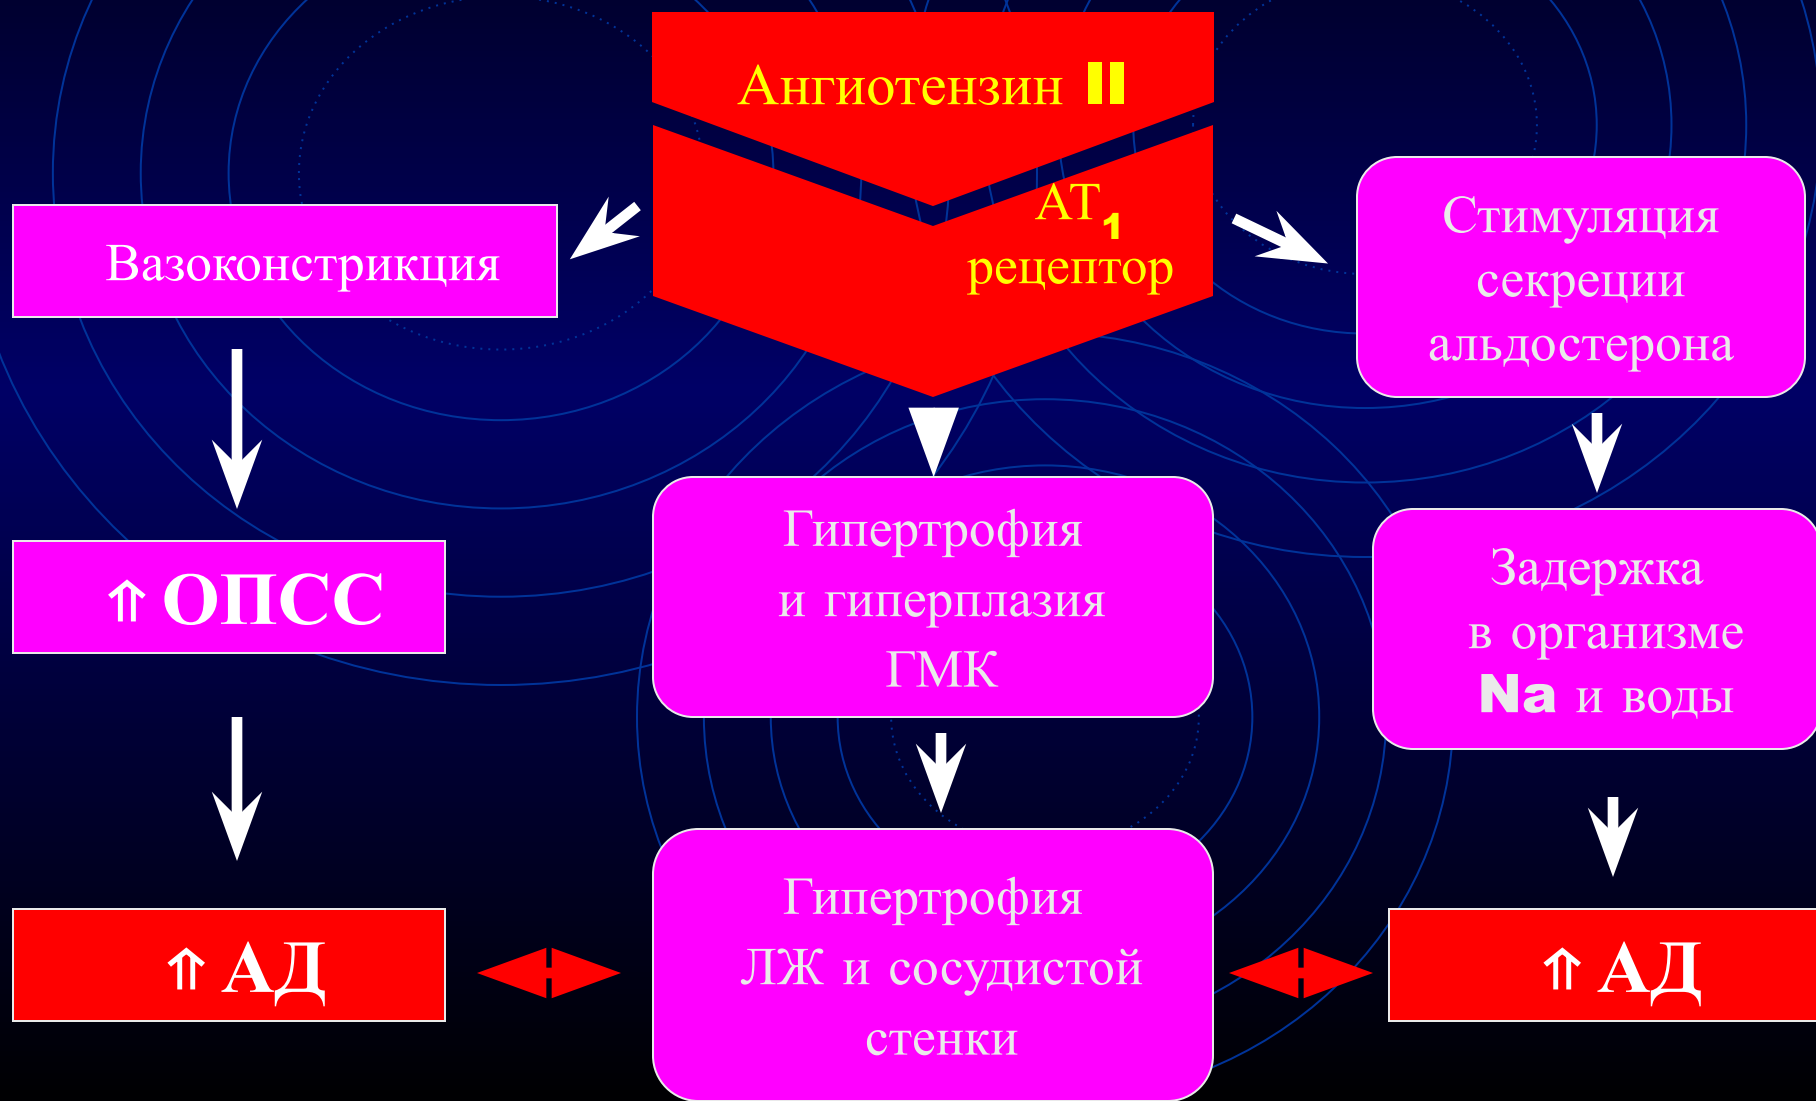 Ангиотензин II
АТ1
рецептор
Вазоконстрикция
Стимуляция
секреции
альдостерона
⇑ ОПСС
Гипертрофия
и гиперплазия
ГМК
Задержка
в организме
Na и воды
⇑ АД
Гипертрофия
ЛЖ и сосудистой
стенки
⇑ АД